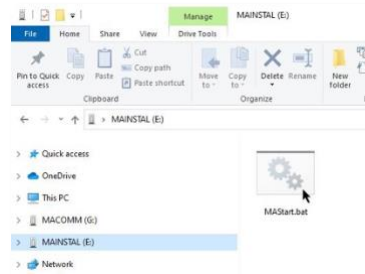 Manage
MAINSTAL (E:)
File
Home
Share
View
Drive Tools
Pin to Quick access
Copy
Paste
Cut
Copy path
Paste shortcut
Move to
Copy to
Delete
Rename
New folder
Clipboard
Organize
MAINSTAL (E:)
Quick access
OneDrive
This PC
MACOMM (G:)
MAINSTAL (E:)
Network
MAStart.bat